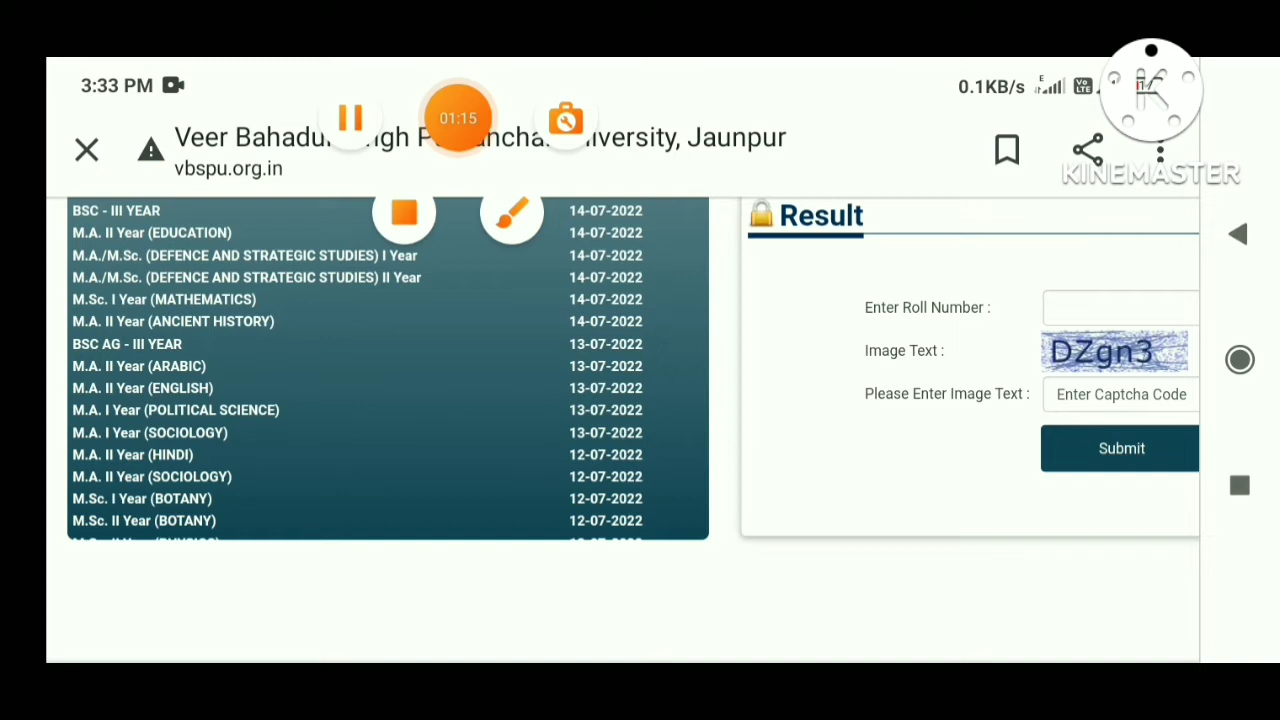 3:33 PM
0.1KB/s
E
Vo
LTE
01:15
Veer Bahadur University, Jaunpur
vbspu.org.in
KINEMASTER
BSC - III YEAR 14-07-2022
M.A. II Year (EDUCATION) 14-07-2022
M.A./M.Sc. (DEFENCE AND STRATEGIC STUDIES) I Year 14-07-2022
M.A./M.Sc. (DEFENCE AND STRATEGIC STUDIES) II Year 14-07-2022
M.Sc. I Year (MATHEMATICS) 14-07-2022
M.A. II Year (ANCIENT HISTORY) 14-07-2022
BSC AG - III YEAR 13-07-2022
M.A. II Year (ARABIC) 13-07-2022
M.A. II Year (ENGLISH) 13-07-2022
M.A. I Year (POLITICAL SCIENCE) 13-07-2022
M.A. I Year (SOCIOLOGY) 13-07-2022
M.A. II Year (HINDI) 12-07-2022
M.A. II Year (SOCIOLOGY) 12-07-2022
M.Sc. I Year (BOTANY) 12-07-2022
M.Sc. II Year (BOTANY) 12-07-2022
Result
Enter Roll Number :
Image Text : DZgn3
Please Enter Image Text : Enter Captcha Code
Submit